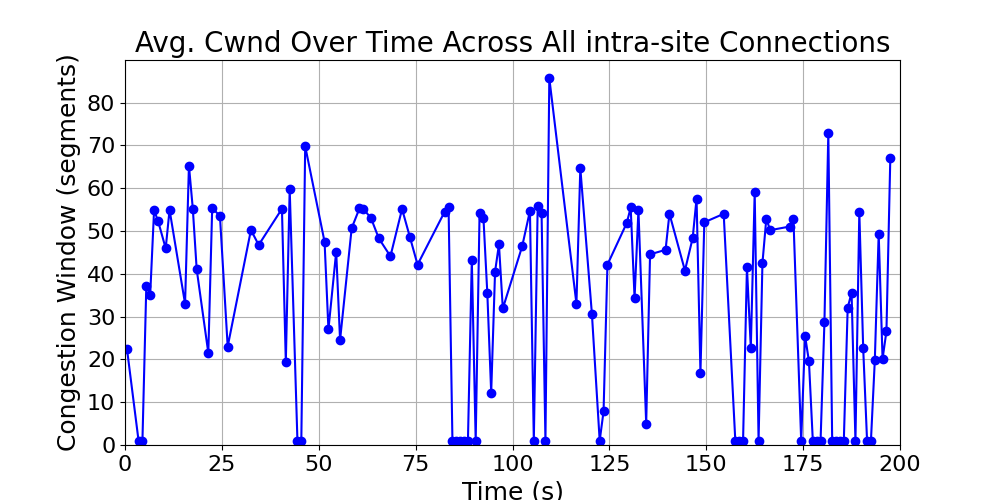 Avg. Cwnd Over Time Across All intra-site Connections
Congestion Window (segments)
80
70
60
50
40
30
20
10
0
0 25 50 75 100 125 150 175 200
Time (s)